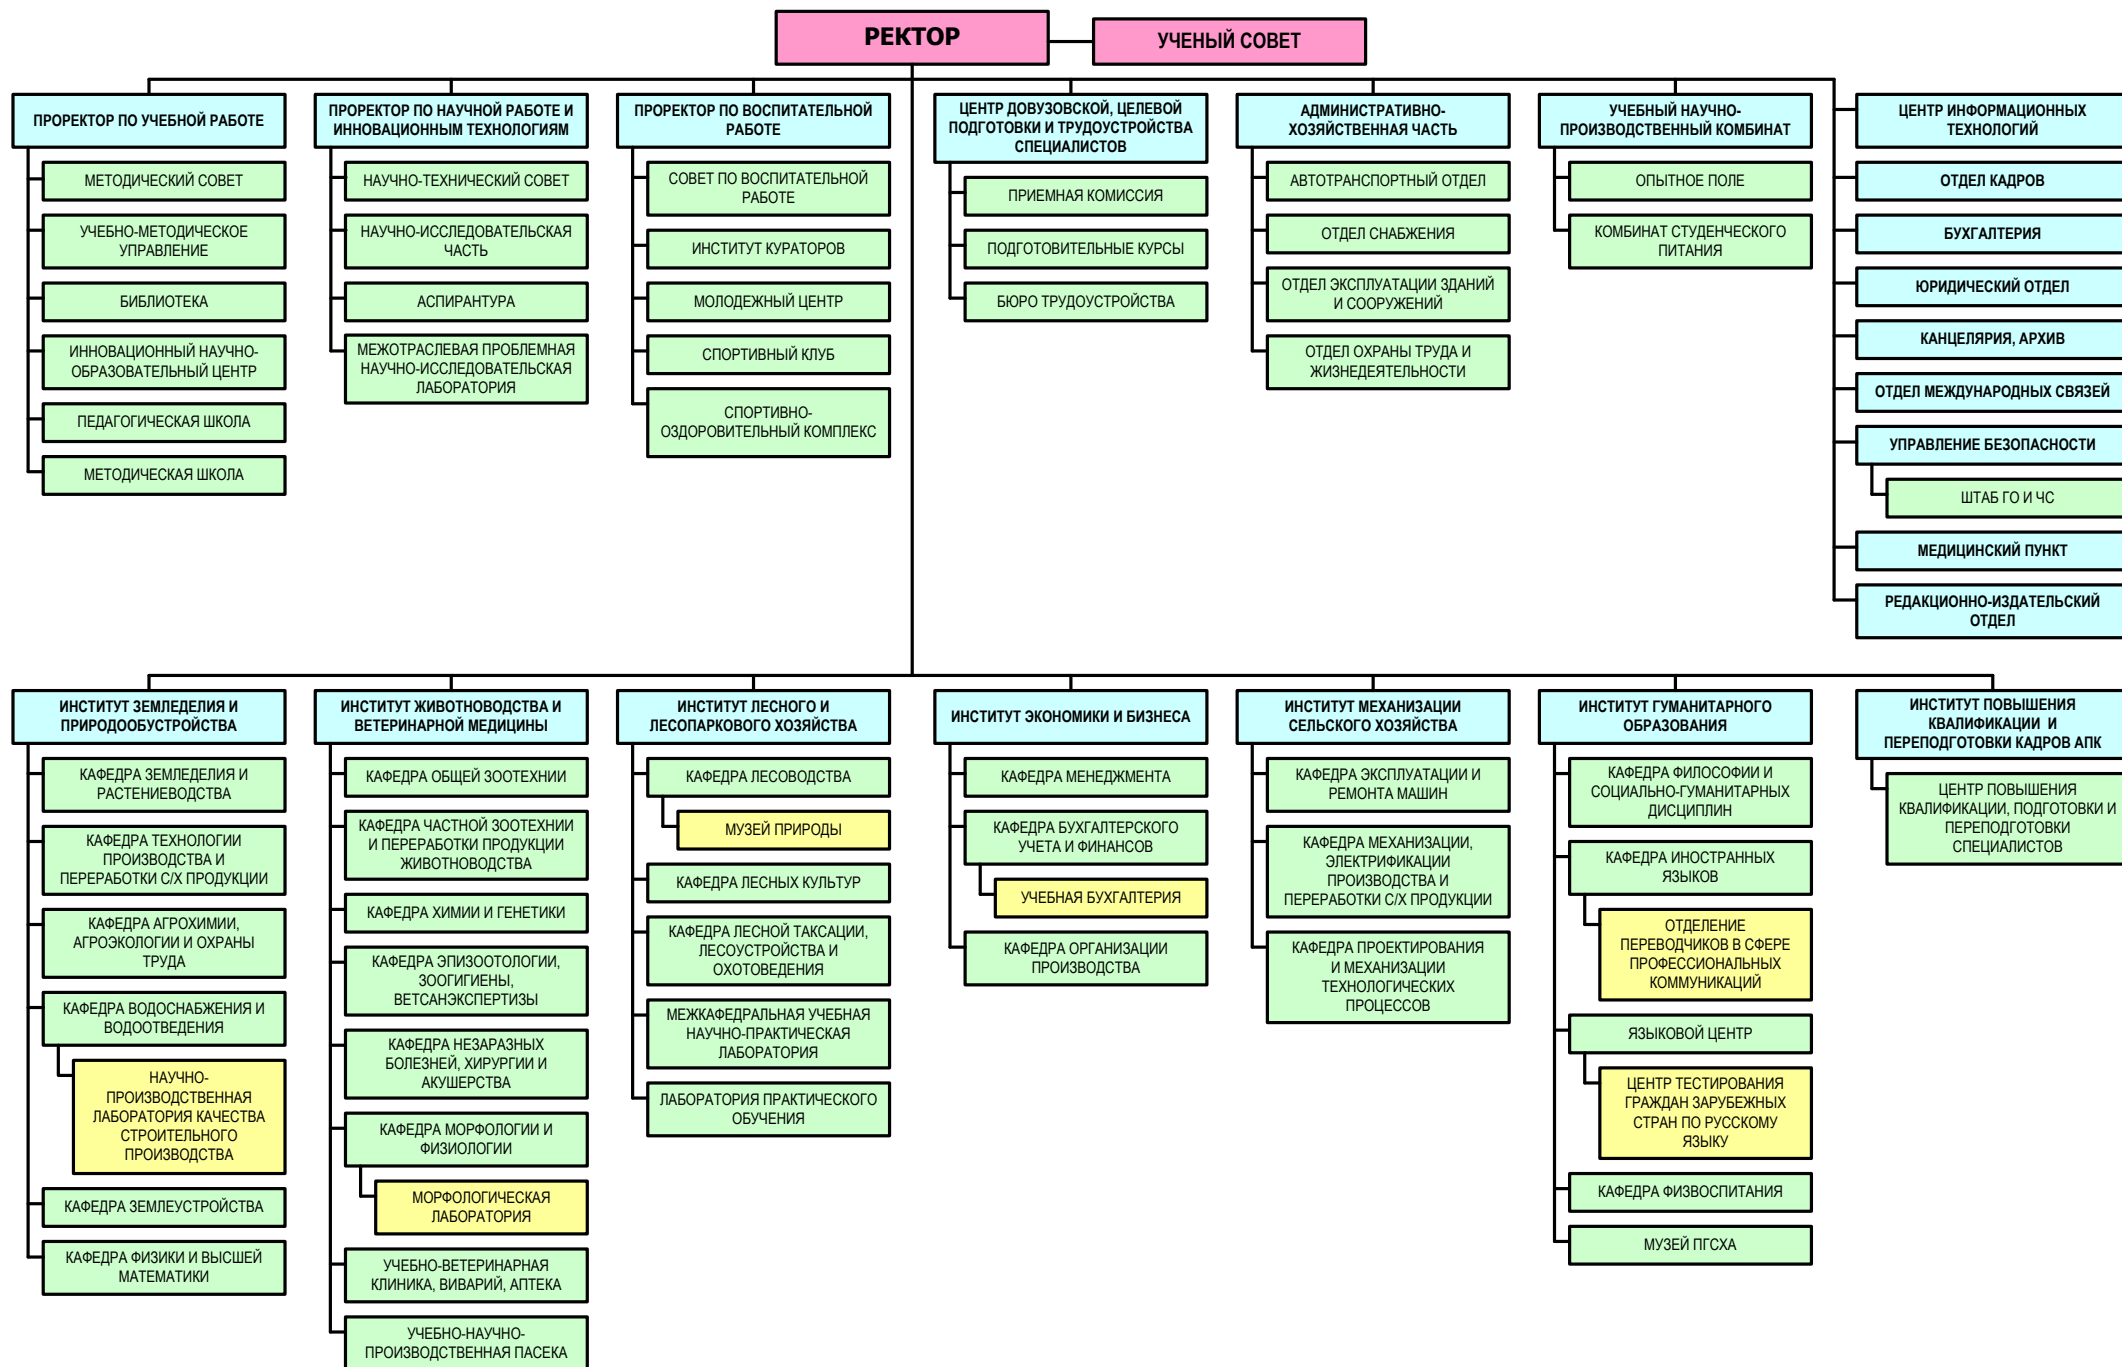 РЕКТОР
УЧЕНЫЙ СОВЕТ
ПРОРЕКТОР ПО УЧЕБНОЙ РАБОТЕ
МЕТОДИЧЕСКИЙ СОВЕТ
УЧЕБНО-МЕТОДИЧЕСКОЕ
УПРАВЛЕНИЕ
БИБЛИОТЕКА
ИННОВАЦИОННЫЙ НАУЧНО-
ОБРАЗОВАТЕЛЬНЫЙ ЦЕНТР
ПЕДАГОГИЧЕСКАЯ ШКОЛА
МЕТОДИЧЕСКАЯ ШКОЛА
ПРОРЕКТОР ПО НАУЧНОЙ РАБОТЕ И
ИННОВАЦИОННЫМ ТЕХНОЛОГИЯМ
НАУЧНО-ТЕХНИЧЕСКИЙ СОВЕТ
НАУЧНО-ИССЛЕДОВАТЕЛЬСКАЯ
ЧАСТЬ
АСПИРАНТУРА
МЕЖОТРАСЛЕВАЯ ПРОБЛЕМНАЯ
НАУЧНО-ИССЛЕДОВАТЕЛЬСКАЯ
ЛАБОРАТОРИЯ
ПРОРЕКТОР ПО ВОСПИТАТЕЛЬНОЙ
РАБОТЕ
СОВЕТ ПО ВОСПИТАТЕЛЬНОЙ
РАБОТЕ
ИНСТИТУТ КУРАТОРОВ
МОЛОДЕЖНЫЙ ЦЕНТР
СПОРТИВНЫЙ КЛУБ
СПОРТИВНО-
ОЗДОРОВИТЕЛЬНЫЙ КОМПЛЕКС
ЦЕНТР ДОВУЗОВСКОЙ, ЦЕЛЕВОЙ
ПОДГОТОВКИ И ТРУДОУСТРОЙСТВА
СПЕЦИАЛИСТОВ
ПРИЕМНАЯ КОМИССИЯ
ПОДГОТОВИТЕЛЬНЫЕ КУРСЫ
БЮРО ТРУДОУСТРОЙСТВА
АДМИНИСТРАТИВНО-
ХОЗЯЙСТВЕННАЯ ЧАСТЬ
АВТОТРАНСПОРТНЫЙ ОТДЕЛ
ОТДЕЛ СНАБЖЕНИЯ
ОТДЕЛ ЭКСПЛУАТАЦИИ ЗДАНИЙ
И СООРУЖЕНИЙ
ОТДЕЛ ОХРАНЫ ТРУДА И
ЖИЗНЕДЕЯТЕЛЬНОСТИ
УЧЕБНЫЙ НАУЧНО-
ПРОИЗВОДСТВЕННЫЙ КОМБИНАТ
ОПЫТНОЕ ПОЛЕ
КОМБИНАТ СТУДЕНЧЕСКОГО
ПИТАНИЯ
ЦЕНТР ИНФОРМАЦИОННЫХ
ТЕХНОЛОГИЙ
ОТДЕЛ КАДРОВ
БУХГАЛТЕРИЯ
ЮРИДИЧЕСКИЙ ОТДЕЛ
КАНЦЕЛЯРИЯ, АРХИВ
ОТДЕЛ МЕЖДУНАРОДНЫХ СВЯЗЕЙ
УПРАВЛЕНИЕ БЕЗОПАСНОСТИ
ШТАБ ГО И ЧС
МЕДИЦИНСКИЙ ПУНКТ
РЕДАКЦИОННО-ИЗДАТЕЛЬСКИЙ
ОТДЕЛ
ИНСТИТУТ ЗЕМЛЕДЕЛИЯ И
ПРИРОДООБУСТРОЙСТВА
КАФЕДРА ЗЕМЛЕДЕЛИЯ И
РАСТЕНИЕВОДСТВА
КАФЕДРА ТЕХНОЛОГИИ
ПРОИЗВОДСТВА И
ПЕРЕРАБОТКИ С/Х ПРОДУКЦИИ
КАФЕДРА АГРОХИМИИ,
АГРОЭКОЛОГИИ И ОХРАНЫ
ТРУДА
КАФЕДРА ВОДОСНАБЖЕНИЯ И
ВОДООТВЕДЕНИЯ
НАУЧНО-
ПРОИЗВОДСТВЕННАЯ
ЛАБОРАТОРИЯ КАЧЕСТВА
СТРОИТЕЛЬНОГО
ПРОИЗВОДСТВА
КАФЕДРА ЗЕМЛЕУСТРОЙСТВА
КАФЕДРА ФИЗИКИ И ВЫСШЕЙ
МАТЕМАТИКИ
ИНСТИТУТ ЖИВОТНОВОДСТВА И
ВЕТЕРИНАРНОЙ МЕДИЦИНЫ
КАФЕДРА ОБЩЕЙ ЗООТЕХНИИ
КАФЕДРА ЧАСТНОЙ ЗООТЕХНИИ
И ПЕРЕРАБОТКИ ПРОДУКЦИИ
ЖИВОТНОВОДСТВА
КАФЕДРА ХИМИИ И ГЕНЕТИКИ
КАФЕДРА ЭПИЗООТОЛОГИИ,
ЗООГИГИЕНЫ,
ВЕТСАНЭКСПЕРТИЗЫ
КАФЕДРА НЕЗАРАЗНЫХ
БОЛЕЗНЕЙ, ХИРУРГИИ И
АКУШЕРСТВА
КАФЕДРА МОРФОЛОГИИ И
ФИЗИОЛОГИИ
МОРФОЛОГИЧЕСКАЯ
ЛАБОРАТОРИЯ
УЧЕБНО-ВЕТЕРИНАРНАЯ
КЛИНИКА, ВИВАРИЙ, АПТЕКА
УЧЕБНО-НАУЧНО-
ПРОИЗВОДСТВЕННАЯ ПАСЕКА
ИНСТИТУТ ЛЕСНОГО И
ЛЕСОПАРКОВОГО ХОЗЯЙСТВА
КАФЕДРА ЛЕСОВОДСТВА
МУЗЕЙ ПРИРОДЫ
КАФЕДРА ЛЕСНЫХ КУЛЬТУР
КАФЕДРА ЛЕСНОЙ ТАКСАЦИИ,
ЛЕСОУСТРОЙСТВА И
ОХОТОВЕДЕНИЯ
МЕЖКАФЕДРАЛЬНАЯ УЧЕБНАЯ
НАУЧНО-ПРАКТИЧЕСКАЯ
ЛАБОРАТОРИЯ
ЛАБОРАТОРИЯ ПРАКТИЧЕСКОГО
ОБУЧЕНИЯ
ИНСТИТУТ ЭКОНОМИКИ И БИЗНЕСА
КАФЕДРА МЕНЕДЖМЕНТА
КАФЕДРА БУХГАЛТЕРСКОГО
УЧЕТА И ФИНАНСОВ
УЧЕБНАЯ БУХГАЛТЕРИЯ
КАФЕДРА ОРГАНИЗАЦИИ
ПРОИЗВОДСТВА
ИНСТИТУТ МЕХАНИЗАЦИИ
СЕЛЬСКОГО ХОЗЯЙСТВА
КАФЕДРА ЭКСПЛУАТАЦИИ И
РЕМОНТА МАШИН
КАФЕДРА МЕХАНИЗАЦИИ,
ЭЛЕКТРИФИКАЦИИ
ПРОИЗВОДСТВА И
ПЕРЕРАБОТКИ С/Х ПРОДУКЦИИ
КАФЕДРА ПРОЕКТИРОВАНИЯ
И МЕХАНИЗАЦИИ
ТЕХНОЛОГИЧЕСКИХ
ПРОЦЕССОВ
ИНСТИТУТ ГУМАНИТАРНОГО
ОБРАЗОВАНИЯ
КАФЕДРА ФИЛОСОФИИ И
СОЦИАЛЬНО-ГУМАНИТАРНЫХ
ДИСЦИПЛИН
КАФЕДРА ИНОСТРАННЫХ
ЯЗЫКОВ
ОТДЕЛЕНИЕ
ПЕРЕВОДЧИКОВ В СФЕРЕ
ПРОФЕССИОНАЛЬНЫХ
КОММУНИКАЦИЙ
ЯЗЫКОВОЙ ЦЕНТР
ЦЕНТР ТЕСТИРОВАНИЯ
ГРАЖДАН ЗАРУБЕЖНЫХ
СТРАН ПО РУССКОМУ
ЯЗЫКУ
КАФЕДРА ФИЗВОСПИТАНИЯ
МУЗЕЙ ПГСХА
ИНСТИТУТ ПОВЫШЕНИЯ
КВАЛИФИКАЦИИ И
ПЕРЕПОДГОТОВКИ КАДРОВ АПК
ЦЕНТР ПОВЫШЕНИЯ
КВАЛИФИКАЦИИ, ПОДГОТОВКИ И
ПЕРЕПОДГОТОВКИ
СПЕЦИАЛИСТОВ